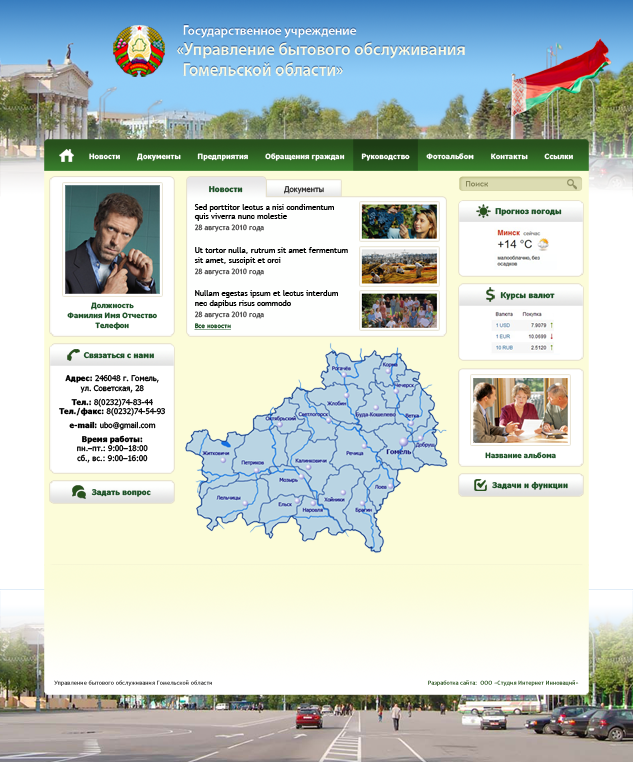 Государственное учреждение
«Управление бытового обслуживания
Гомельской области»
Новости Документы Предприятия Обращения граждан Руководство Фотоальбом Контакты Ссылки
Должность
Фамилия Имя Отчество
Телефон
Связаться с нами
Адрес: 246048 г. Гомель,
ул. Советская, 28
Тел.: 8(0232)74-83-44
Тел./факс: 8(0232)74-54-93
e-mail: ubo@gmail.com
Время работы:
пн.–пт.: 9:00–18:00
сб., вс.: 9:00–16:00
Задать вопрос
Новости Документы
Sed porttitor lectus a nisi condimentum
quis viverra nunc molestie
28 августа 2010 года
Ut tortor nulla, rutrum sit amet fermentum
sit amet, suscipit et orci
28 августа 2010 года
Nullam egestas ipsum et lectus interdum
nec dapibus risus commodo
28 августа 2010 года
Все новости
Рогачёв
Корма
Чечерск
Жлобин
Буда-Кошелево
Светлогорск
Октябрьский
Ветка
Добруш
Гомель
Речица
Житковичи
Петриков
Калинковичи
Мозырь
Лоев
Лельчицы
Ельск
Хойники
Наровля
Брагин
Поиск
Прогноз погоды
Минск сейчас
+14 °C
малооблачно, без
осадков
Курсы валют
Валюта Покупка
1 USD 7.9079 ↑
1 EUR 10.0699 ↓
10 RUB 2.5120 ↑
Название альбома
Задачи и функции
Управление бытового обслуживания Гомельской области
Разработка сайта: ООО «Студия Интернет Инноваций»